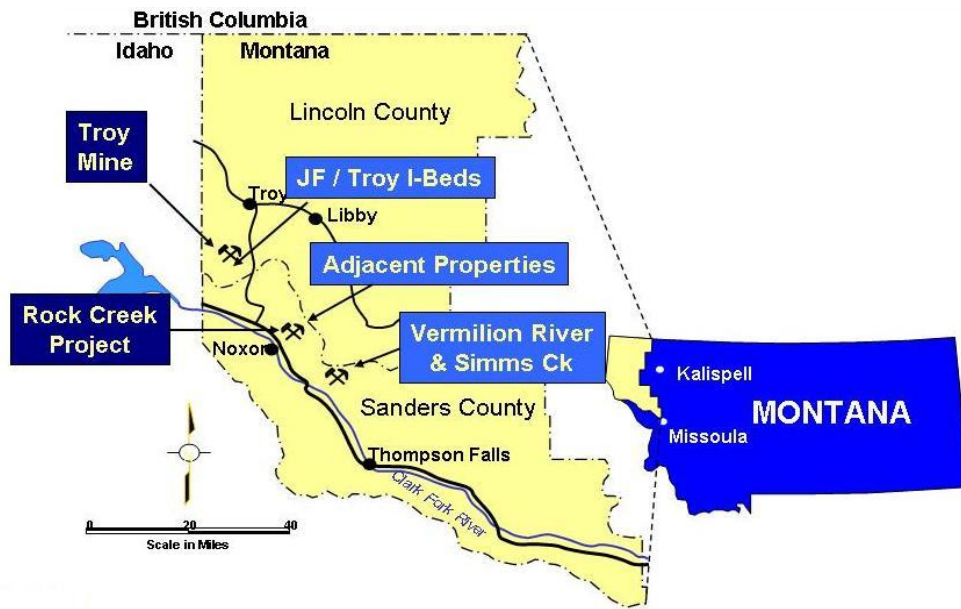 British Columbia
Idaho Montana
Lincoln County
Troy
Mine
JF / Troy I-Beds
Troy
Libby
Adjacent Properties
Rock Creek
Project
Vermilion River
& Simms Ck
Noxon
Kalispell
Sanders County
MONTANA
Missoula
Thompson Falls
Clark Fork River
0 20 40
Scale in Miles